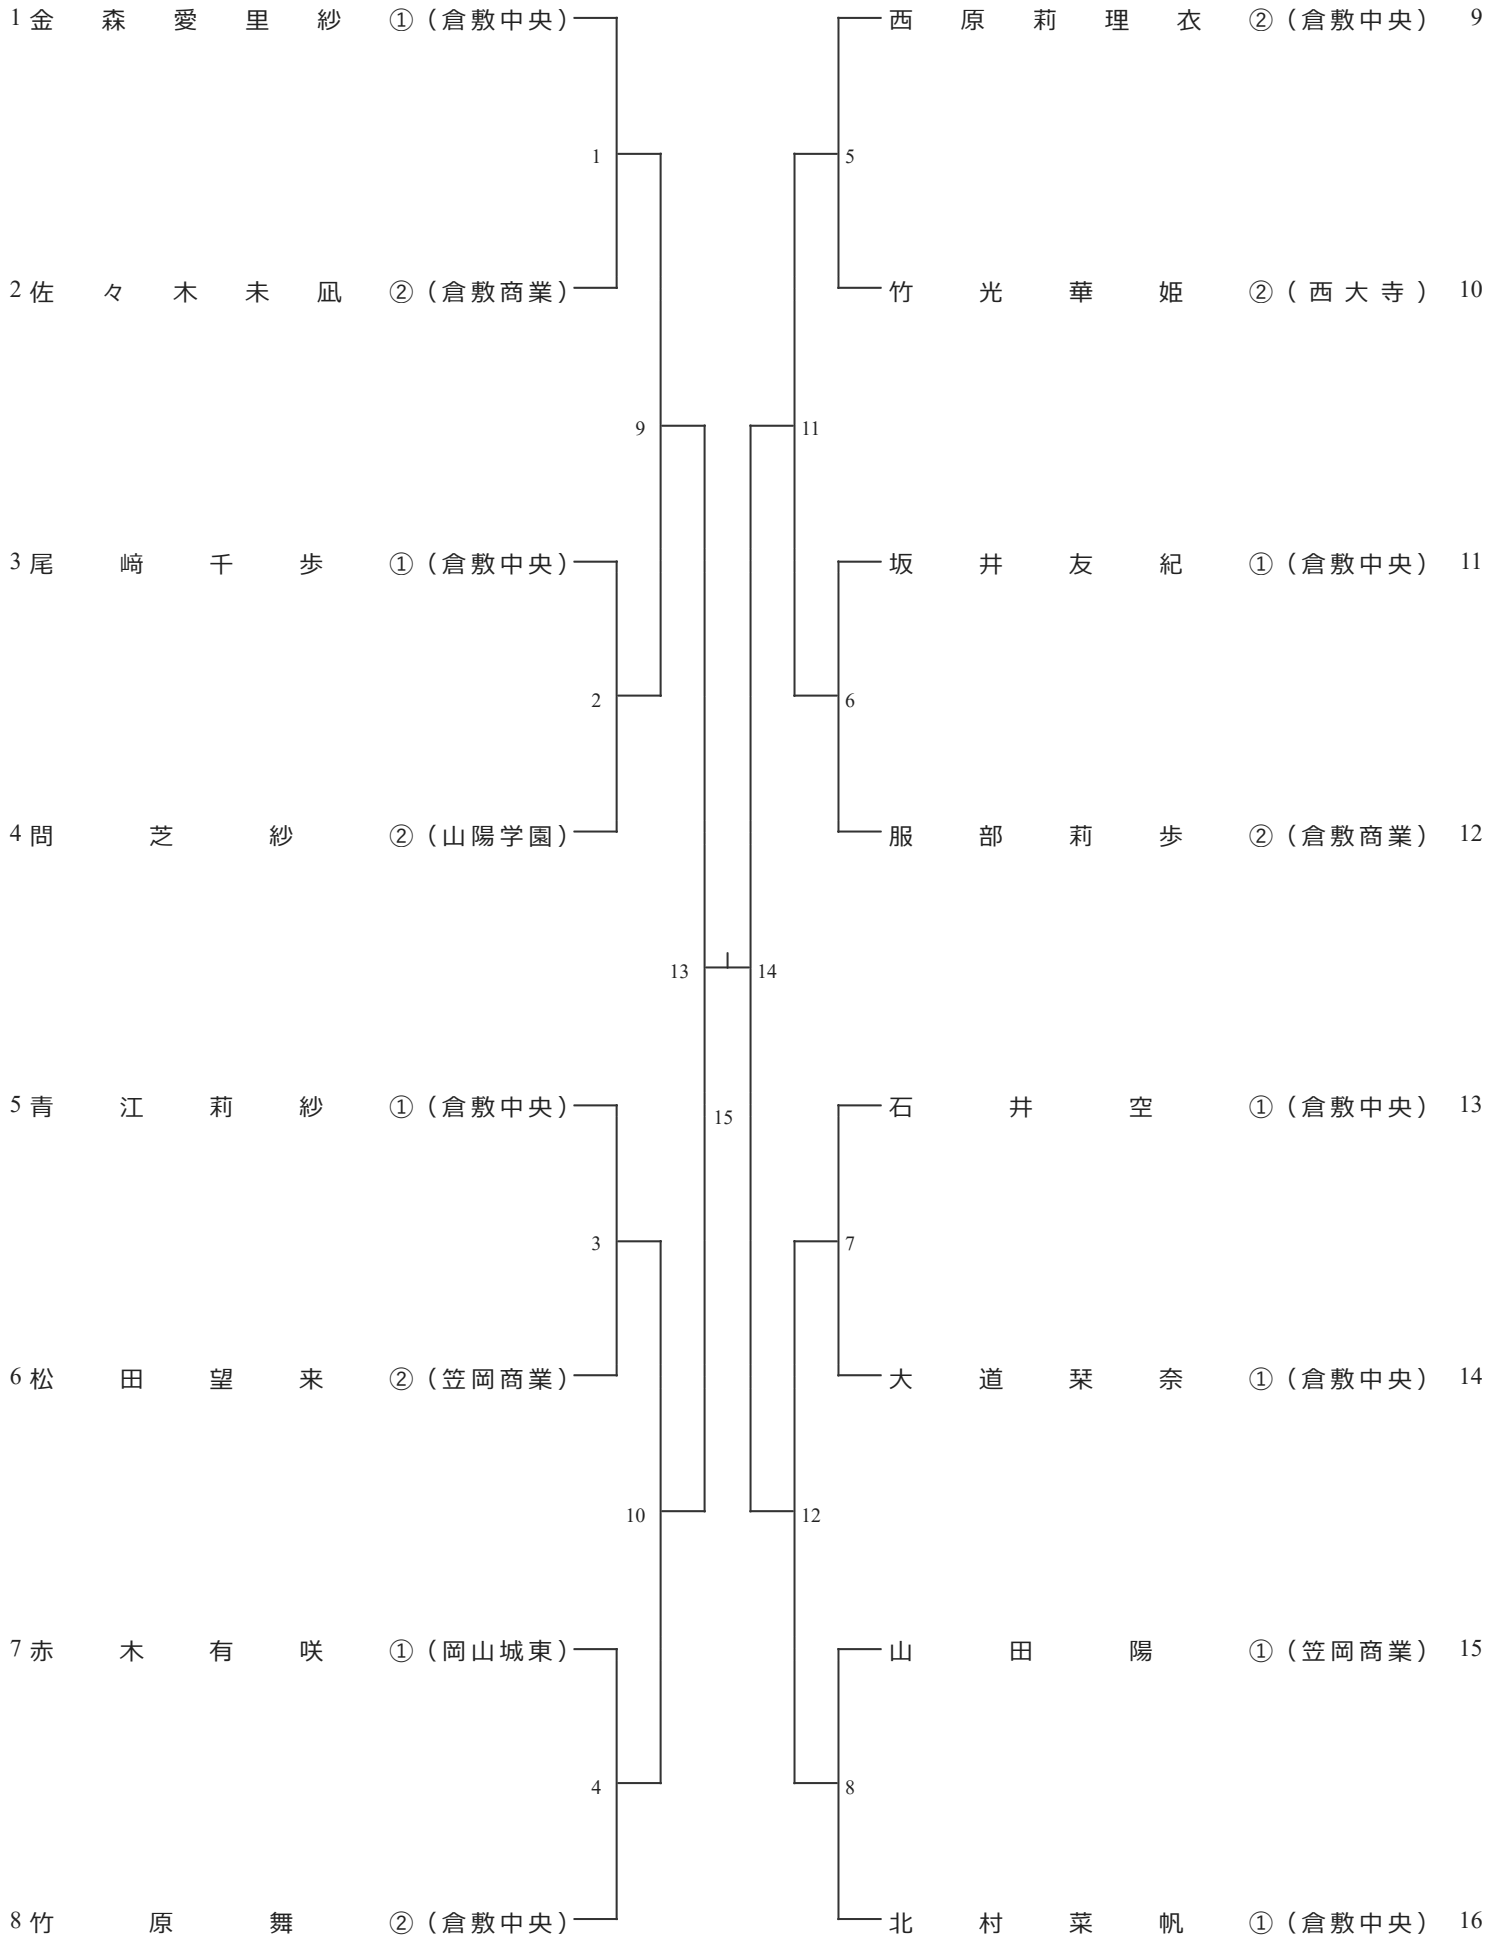 1 金森愛里紗 ①（倉敷中央）
2 佐々木未凪 ②（倉敷商業）
3 尾﨑千歩 ①（倉敷中央）
4 問芝紗 ②（山陽学園）
5 青江莉紗 ①（倉敷中央）
6 松田望来 ②（笠岡商業）
7 赤木有咲 ①（岡山城東）
8 竹原舞 ②（倉敷中央）
1
9
2
13
3
10
4
15
西原莉理衣 ②（倉敷中央） 9
竹光華姫 ②（西大寺） 10
坂井友紀 ①（倉敷中央） 11
服部莉歩 ②（倉敷商業） 12
石井空 ①（倉敷中央） 13
大道栞奈 ①（倉敷中央） 14
山田陽 ①（笠岡商業） 15
北村菜帆 ①（倉敷中央） 16
5
11
6
14
7
12
8